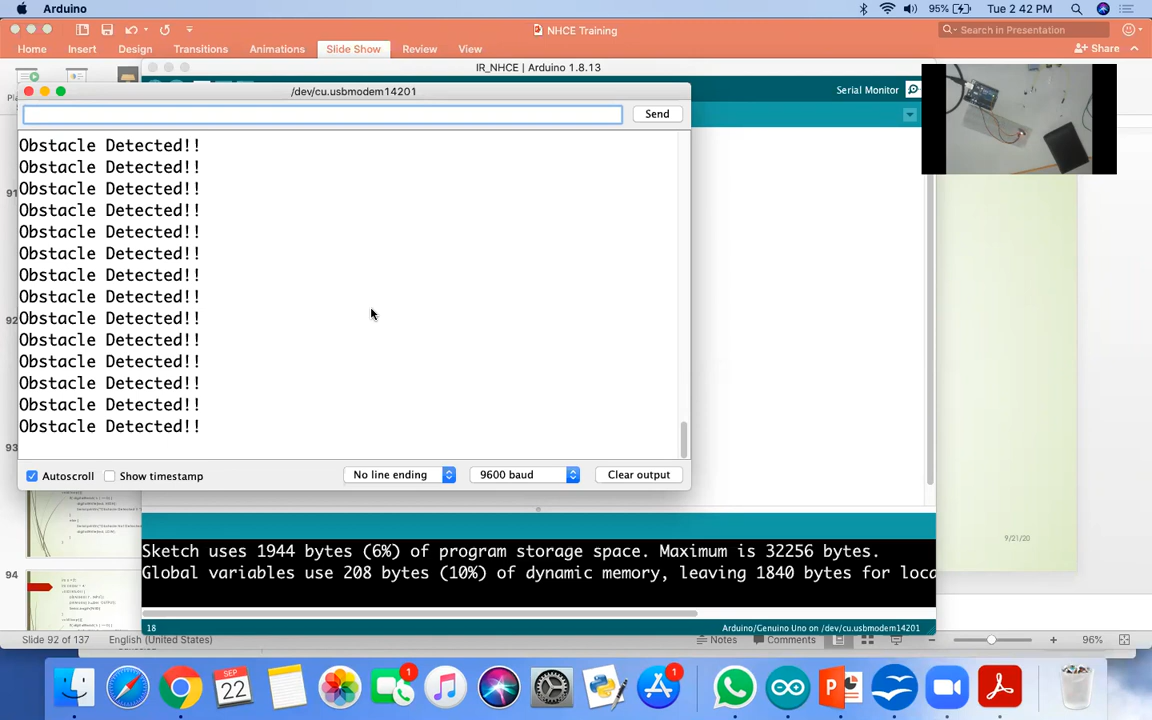 Arduino
95%
Tue 2:42 PM
NHCE Training
Search in Presentation
Home Insert Design Transitions Animations Slide Show Review View
Share
IR_NHCE | Arduino 1.8.13
Serial Monitor
/dev/cu.usbmodem14201
Send
Obstacle Detected!!
Obstacle Detected!!
Obstacle Detected!!
Obstacle Detected!!
Obstacle Detected!!
Obstacle Detected!!
Obstacle Detected!!
Obstacle Detected!!
Obstacle Detected!!
Obstacle Detected!!
Obstacle Detected!!
Obstacle Detected!!
Obstacle Detected!!
Obstacle Detected!!
Autoscroll
Show timestamp
No line ending
9600 baud
Clear output
92
93
94
9/21/20
Sketch uses 1944 bytes (6%) of program storage space. Maximum is 32256 bytes.
Global variables use 208 bytes (10%) of dynamic memory, leaving 1840 bytes for loca
18
Arduino/Genuino Uno on /dev/cu.usbmodem14201
Slide 92 of 137
English (United States)
Notes
Comments
96%
SEP
22
1
1